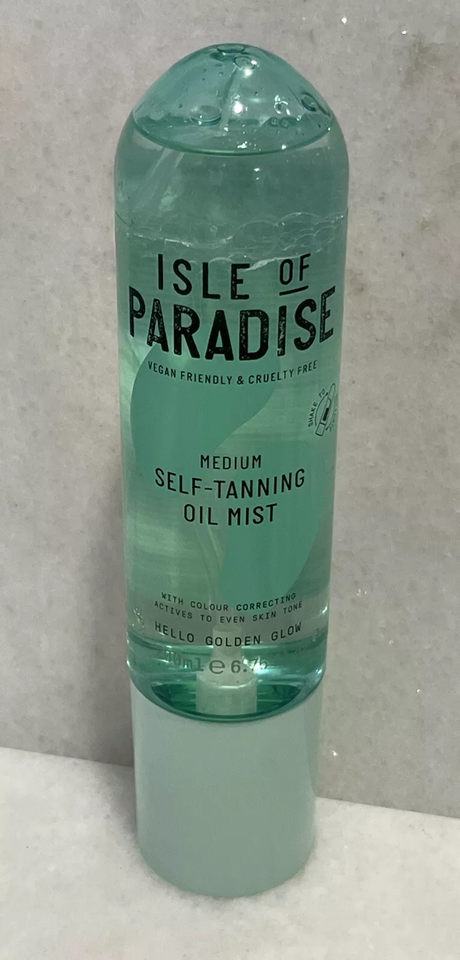 ISLE OF
PARADISE
VEGAN FRIENDLY & CRUELTY FREE
SHAKE
MEDIUM
SELF-TANNING
OIL MIST
WITH COLOUR CORRECTING
ACTIVES TO EVEN SKIN TONE
HELLO GOLDEN GLOW